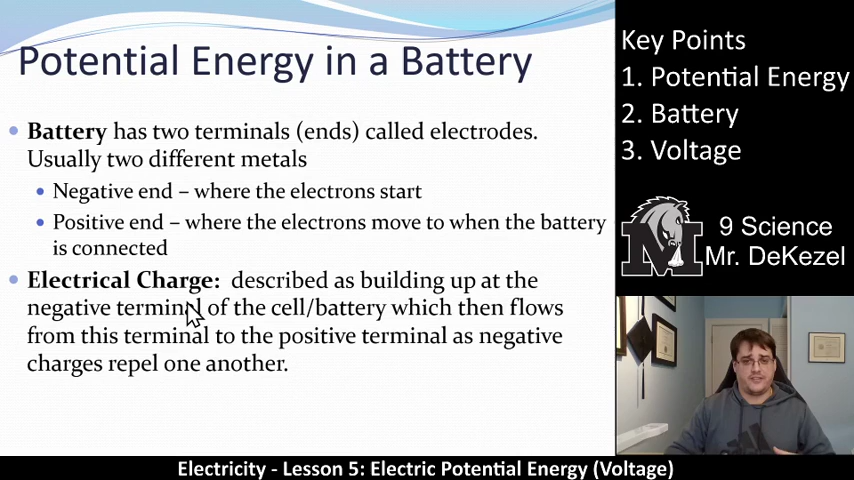 Potential Energy in a Battery
Battery has two terminals (ends) called electrodes.
Usually two different metals
Negative end – where the electrons start
Positive end – where the electrons move to when the battery
is connected
Electrical Charge: described as building up at the
negative terminal of the cell/battery which then flows
from this terminal to the positive terminal as negative
charges repel one another.
Key Points
1. Potential Energy
2. Battery
3. Voltage
M
9 Science
Mr. DeKezel
Electricity - Lesson 5: Electric Potential Energy (Voltage)